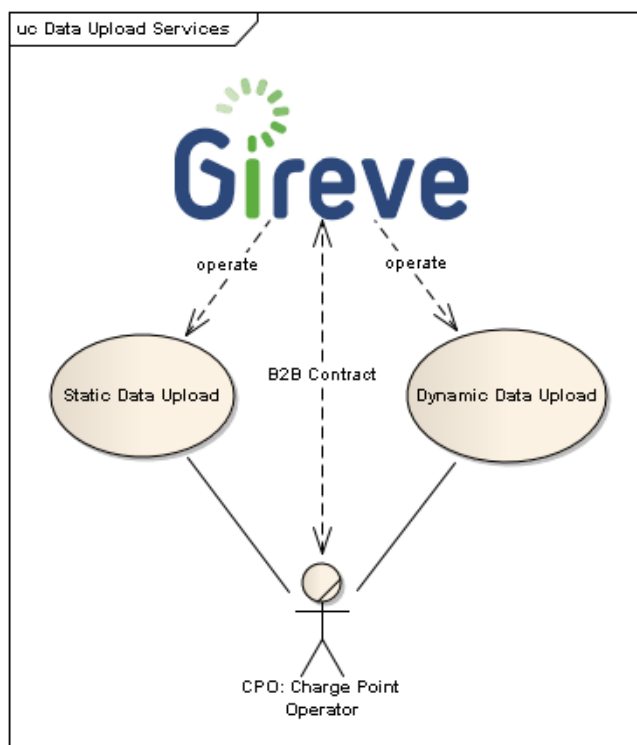 uc Data Upload Services
Gireve
operate
operate
B2B Contract
Static Data Upload
Dynamic Data Upload
CPO: Charge Point
Operator